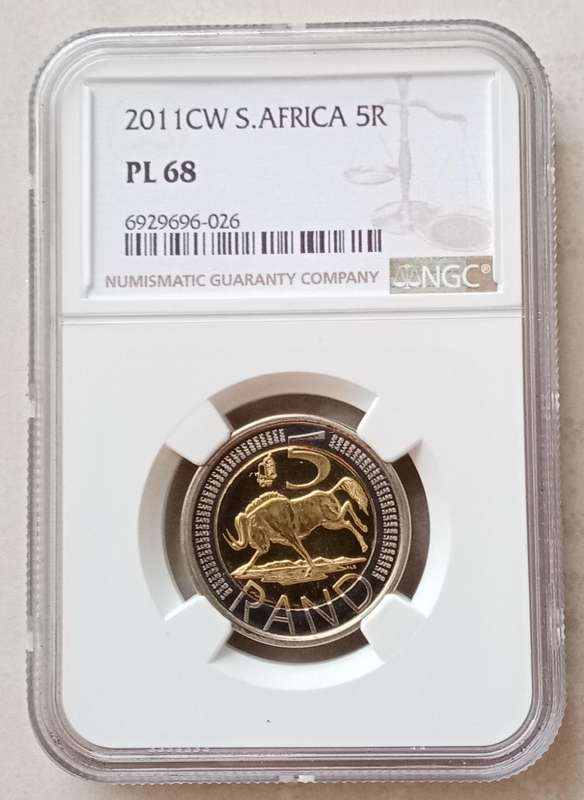 2011CW S.AFRICA 5R
PL 68
6929696-026
NUMISMATIC GUARANTY COMPANY
NGC®
5
RAND